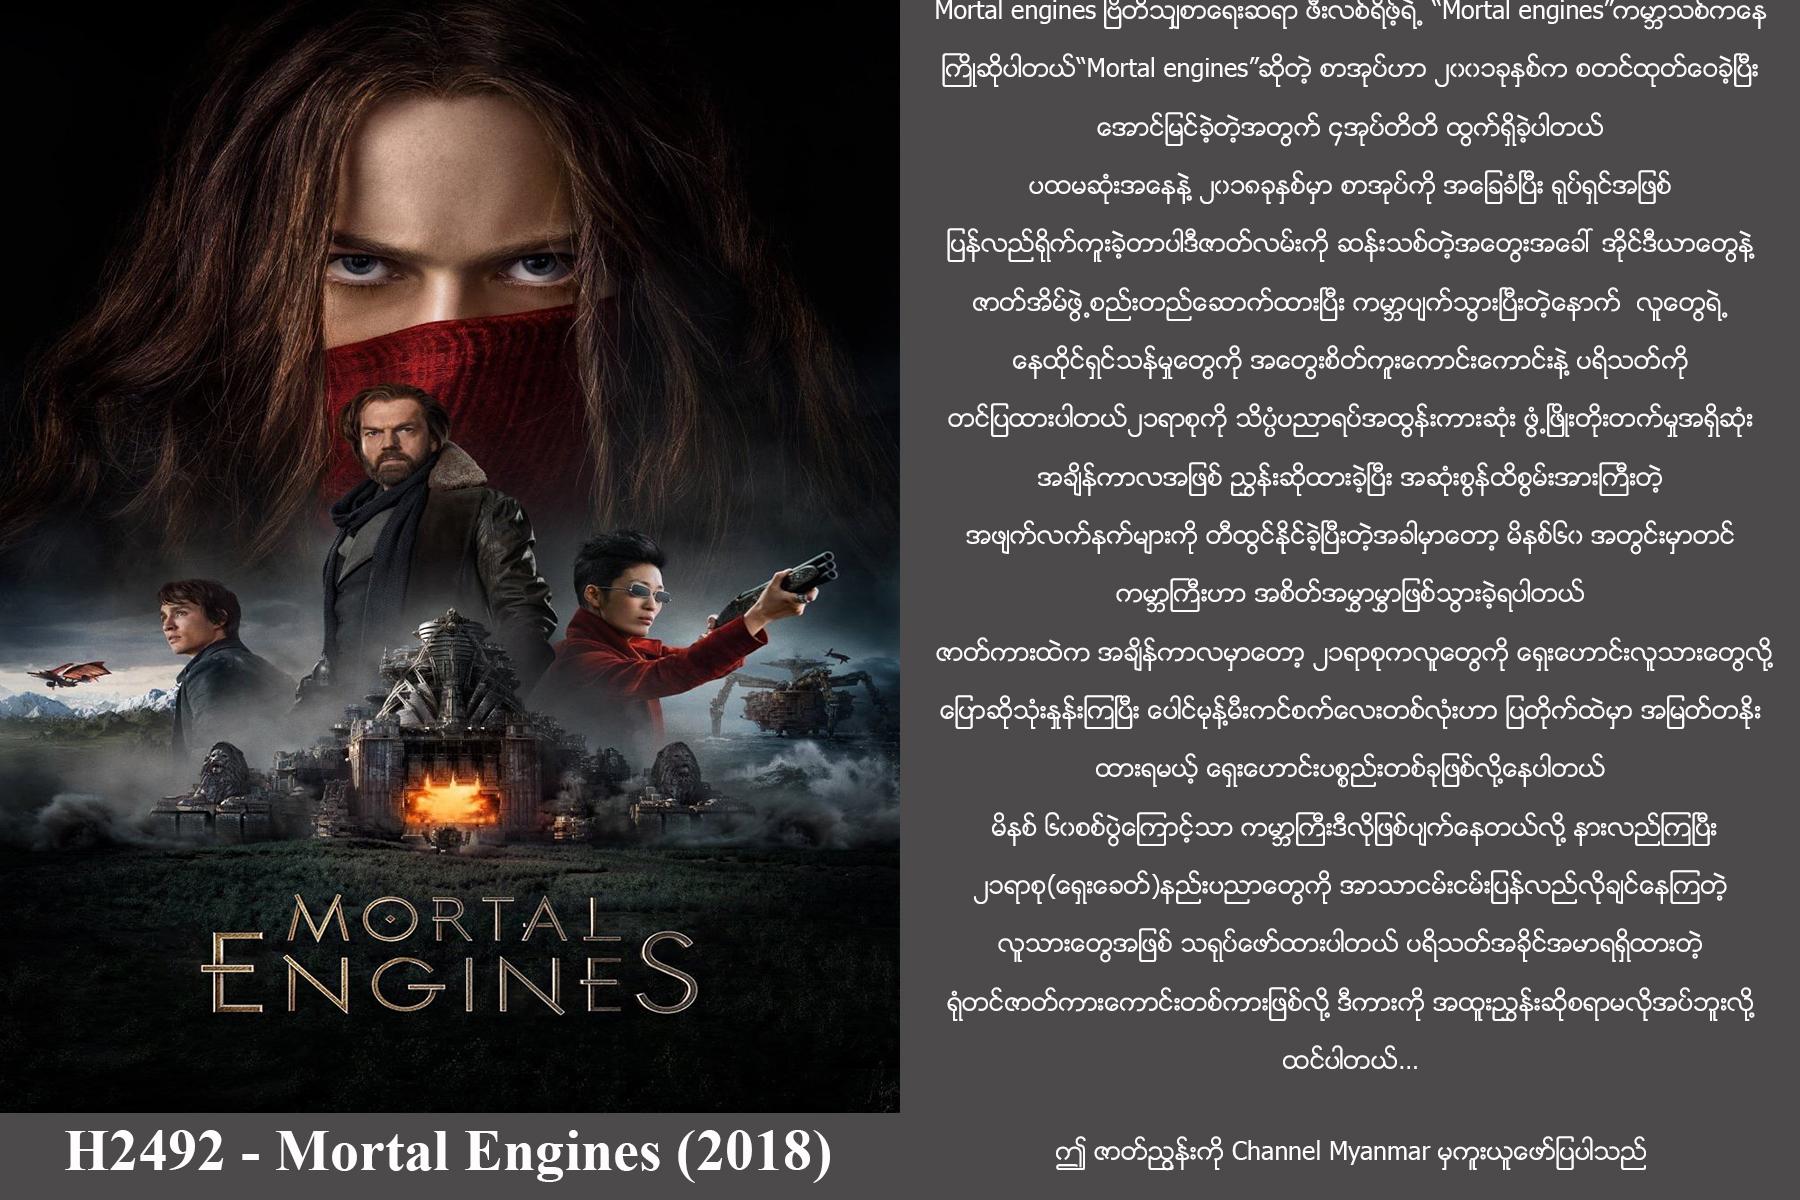 MORTAL
ENGINES
H2492 - Mortal Engines (2018)
Mortal engines ဗြိတိသျှစာရေးဆရာ ဖီးလစ်ရိဖ့်ရဲ့ “Mortal engines”ကမ္ဘာသစ်ကနေ
ကြိုဆိုပါတယ်“Mortal engines”ဆိုတဲ့ စာအုပ်ဟာ ၂၀၀၁ခုနှစ်က စတင်ထုတ်ဝေခဲ့ပြီး
အောင်မြင်ခဲ့တဲ့အတွက် ၄အုပ်တိတိ ထွက်ရှိခဲ့ပါတယ်
ပထမဆုံးအနေနဲ့ ၂၀၁၈ခုနှစ်မှာ စာအုပ်ကို အခြေခံပြီး ရုပ်ရှင်အဖြစ်
ပြန်လည်ရိုက်ကူးခဲ့တာပါဒီဇာတ်လမ်းကို ဆန်းသစ်တဲ့အတွေးအခေါ် အိုင်ဒီယာတွေနဲ့
ဇာတ်အိမ်ဖွဲ့စည်းတည်ဆောက်ထားပြီး ကမ္ဘာပျက်သွားပြီးတဲ့နောက် လူတွေရဲ့
နေထိုင်ရှင်သန်မှုတွေကို အတွေးစိတ်ကူးကောင်းကောင်းနဲ့ ပရိသတ်ကို
တင်ပြထားပါတယ်၂၁ရာစုကို သိပ္ပံပညာရပ်အထွန်းကားဆုံး ဖွံ့ဖြိုးတိုးတက်မှုအရှိဆုံး
အချိန်ကာလအဖြစ် ညွှန်းဆိုထားခဲ့ပြီး အဆုံးစွန်ထိစွမ်းအားကြီးတဲ့
အဖျက်လက်နက်များကို တီထွင်နိုင်ခဲ့ပြီးတဲ့အခါမှာတော့ မိနစ်၆၀ အတွင်းမှာတင်
ကမ္ဘာကြီးဟာ အစိတ်အမွှာမွှာဖြစ်သွားခဲ့ရပါတယ်
ဇာတ်ကားထဲက အချိန်ကာလမှာတော့ ၂၁ရာစုကလူတွေကို ရှေးဟောင်းလူသားတွေလို့
ပြောဆိုသုံးနှုန်းကြပြီး ပေါင်မုန့်မီးကင်စက်လေးတစ်လုံးဟာ ပြတိုက်ထဲမှာ အမြတ်တနိုး
ထားရမယ့် ရှေးဟောင်းပစ္စည်းတစ်ခုဖြစ်လို့နေပါတယ်
မိနစ် ၆၀စစ်ပွဲကြောင့်သာ ကမ္ဘာကြီးဒီလိုဖြစ်ပျက်နေတယ်လို့ နားလည်ကြပြီး
၂၁ရာစု(ရှေးခေတ်)နည်းပညာတွေကို အာသာငမ်းငမ်းပြန်လည်လိုချင်နေကြတဲ့
လူသားတွေအဖြစ် သရုပ်ဖော်ထားပါတယ် ပရိသတ်အခိုင်အမာရရှိထားတဲ့
ရုံတင်ဇာတ်ကားကောင်းတစ်ကားဖြစ်လို့ ဒီကားကို အထူးညွှန်းဆိုစရာမလိုအပ်ဘူးလို့
ထင်ပါတယ်...
ဤ ဇာတ်ညွှန်းကို Channel Myanmar မှကူးယူဖော်ပြပါသည်